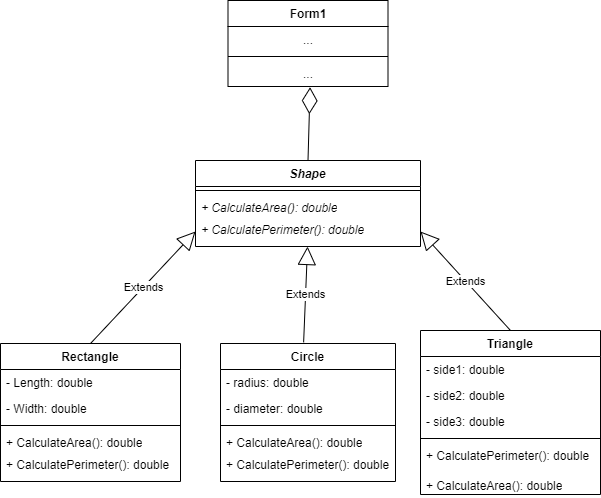 Form1
...
...
Shape
+ CalculateArea(): double
+ CalculatePerimeter(): double
Extends
Extends
Extends
Rectangle
- Length: double
- Width: double
+ CalculateArea(): double
+ CalculatePerimeter(): double
Circle
- radius: double
- diameter: double
+ CalculateArea(): double
+ CalculatePerimeter(): double
Triangle
- side1: double
- side2: double
- side3: double
+ CalculatePerimeter(): double
+ CalculateArea(): double